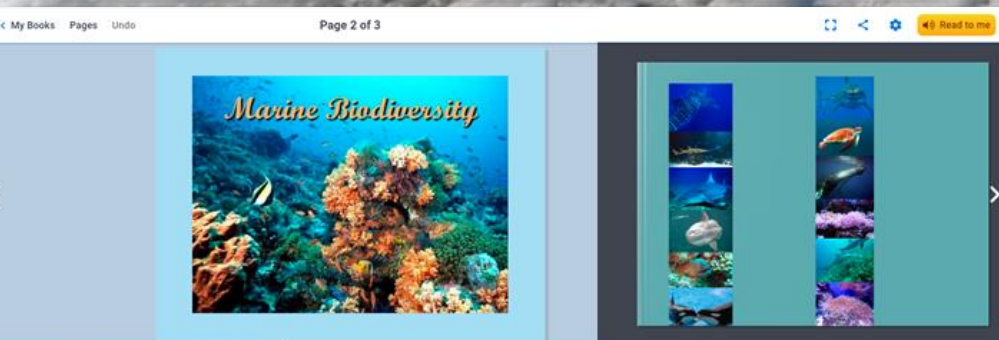 My Books Pages Undo Page 2 of 3 Read to me
Marine Biodiversity